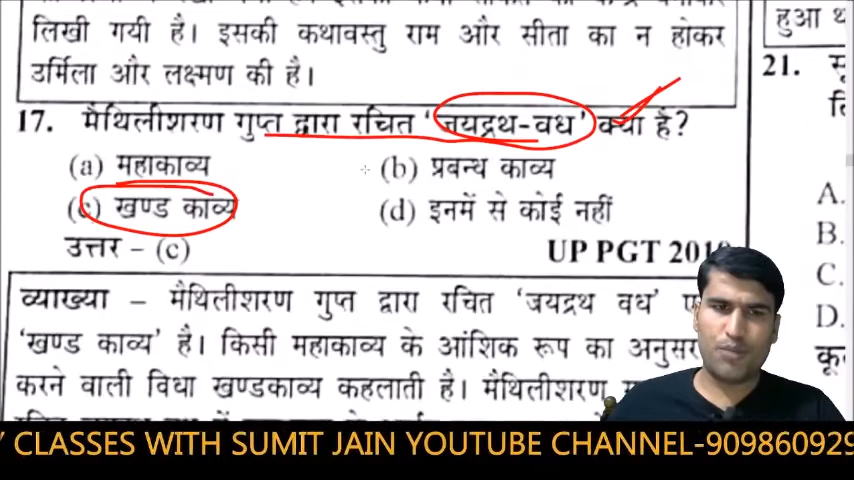 लिखी गयी है। इसकी कथावस्तु राम और सीता का न होकर
उर्मिला और लक्ष्मण की है।
17. मैथिलीशरण गुप्त द्वारा रचित 'जयद्रथ-वध' क्या है?
(a) महाकाव्य (b) प्रबन्ध काव्य
(c) खण्ड काव्य (d) इनमें से कोई नहीं
उत्तर – (c) UP PGT
व्याख्या – मैथिलीशरण गुप्त द्वारा रचित 'जयद्रथ वध'
'खण्ड काव्य' है। किसी महाकाव्य के आंशिक रूप का
करने वाली विधा खण्डकाव्य कहलाती है। मैथिलीशरण
हुआ
21.
A.
B.
C.
D.
CLASSES WITH SUMIT JAIN YOUTUBE CHANNEL-909860929